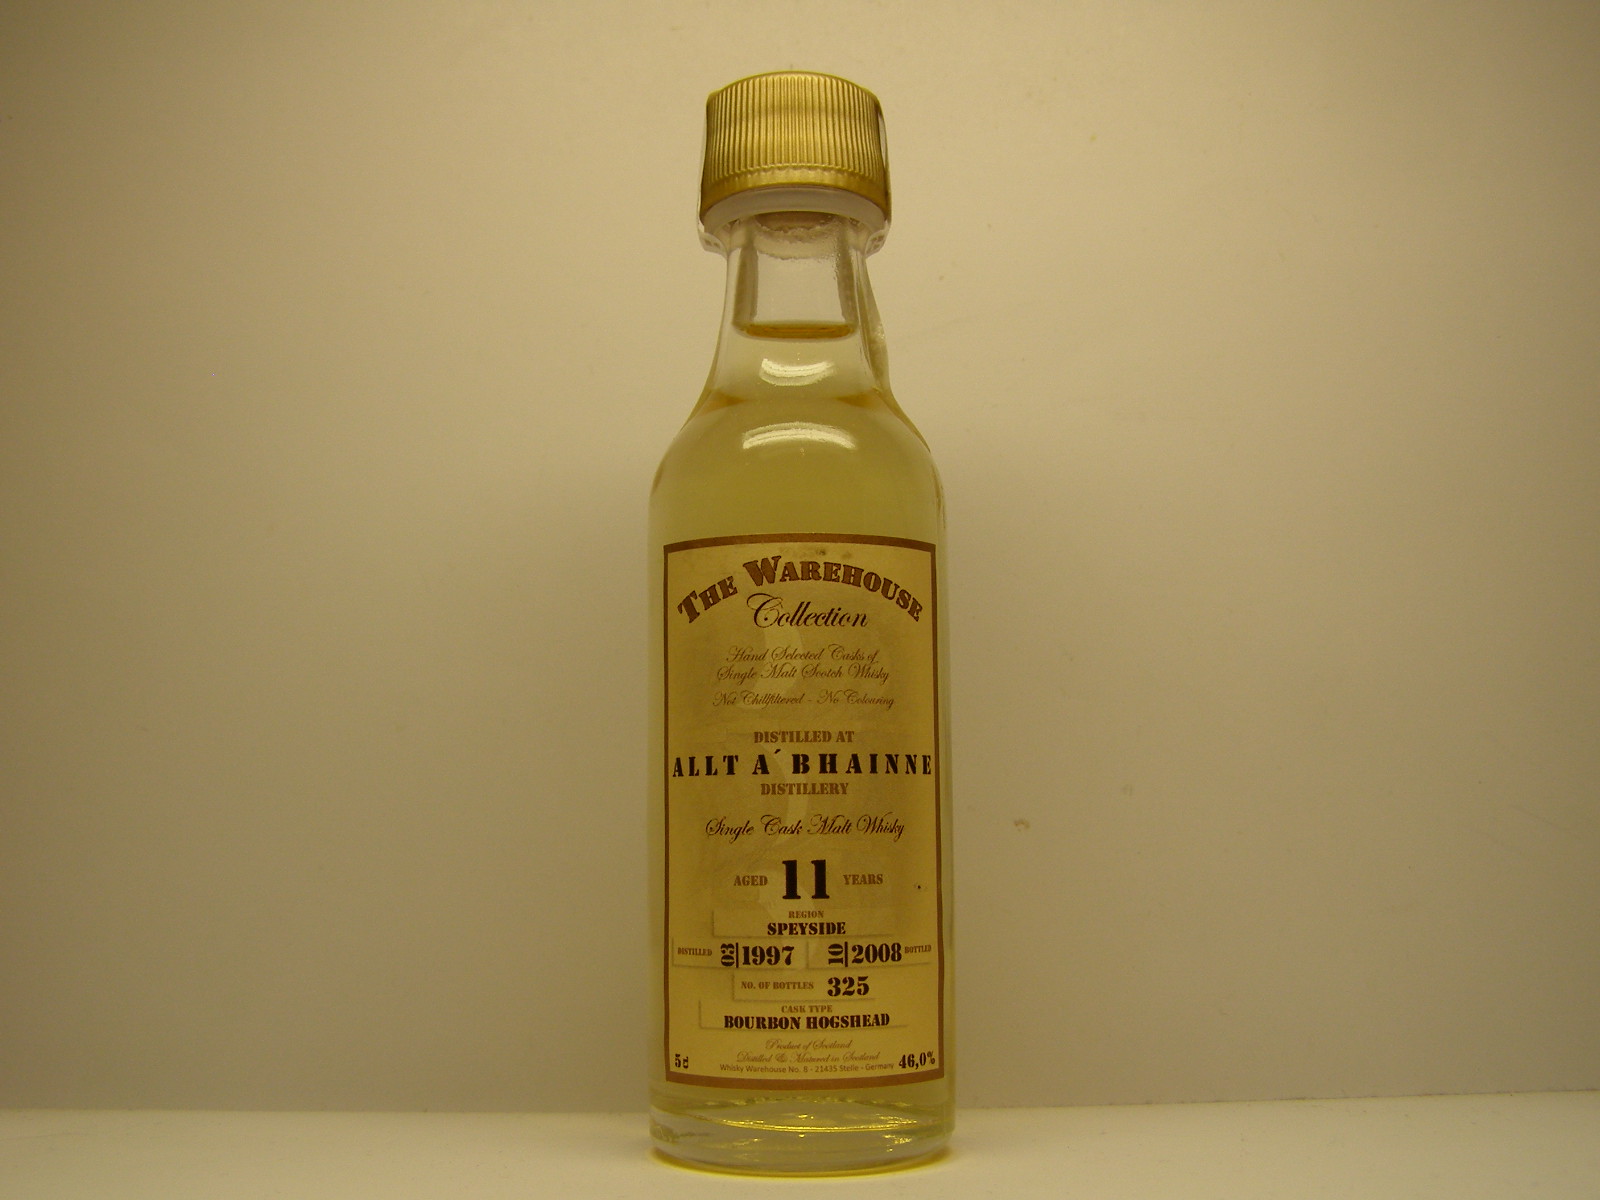 THE WAREHOUSE
Collection
Hand Selected Casks of
Single Malt Scotch Whisky
Not Chillfiltered - No Colouring
DISTILLED AT
ALLT A´ BHAINNE
DISTILLERY
Single Cask Malt Whisky
AGED 11 YEARS
REGION
SPEYSIDE
DISTILLED 03|1997 10|2008 BOTTLED
NO. OF BOTTLES 325
CASK TYPE
BOURBON HOGSHEAD
Product of Scotland
Distilled & Matured in Scotland
5cl Whisky Warehouse No. 8 - 21435 Stelle - Germany 46,0%